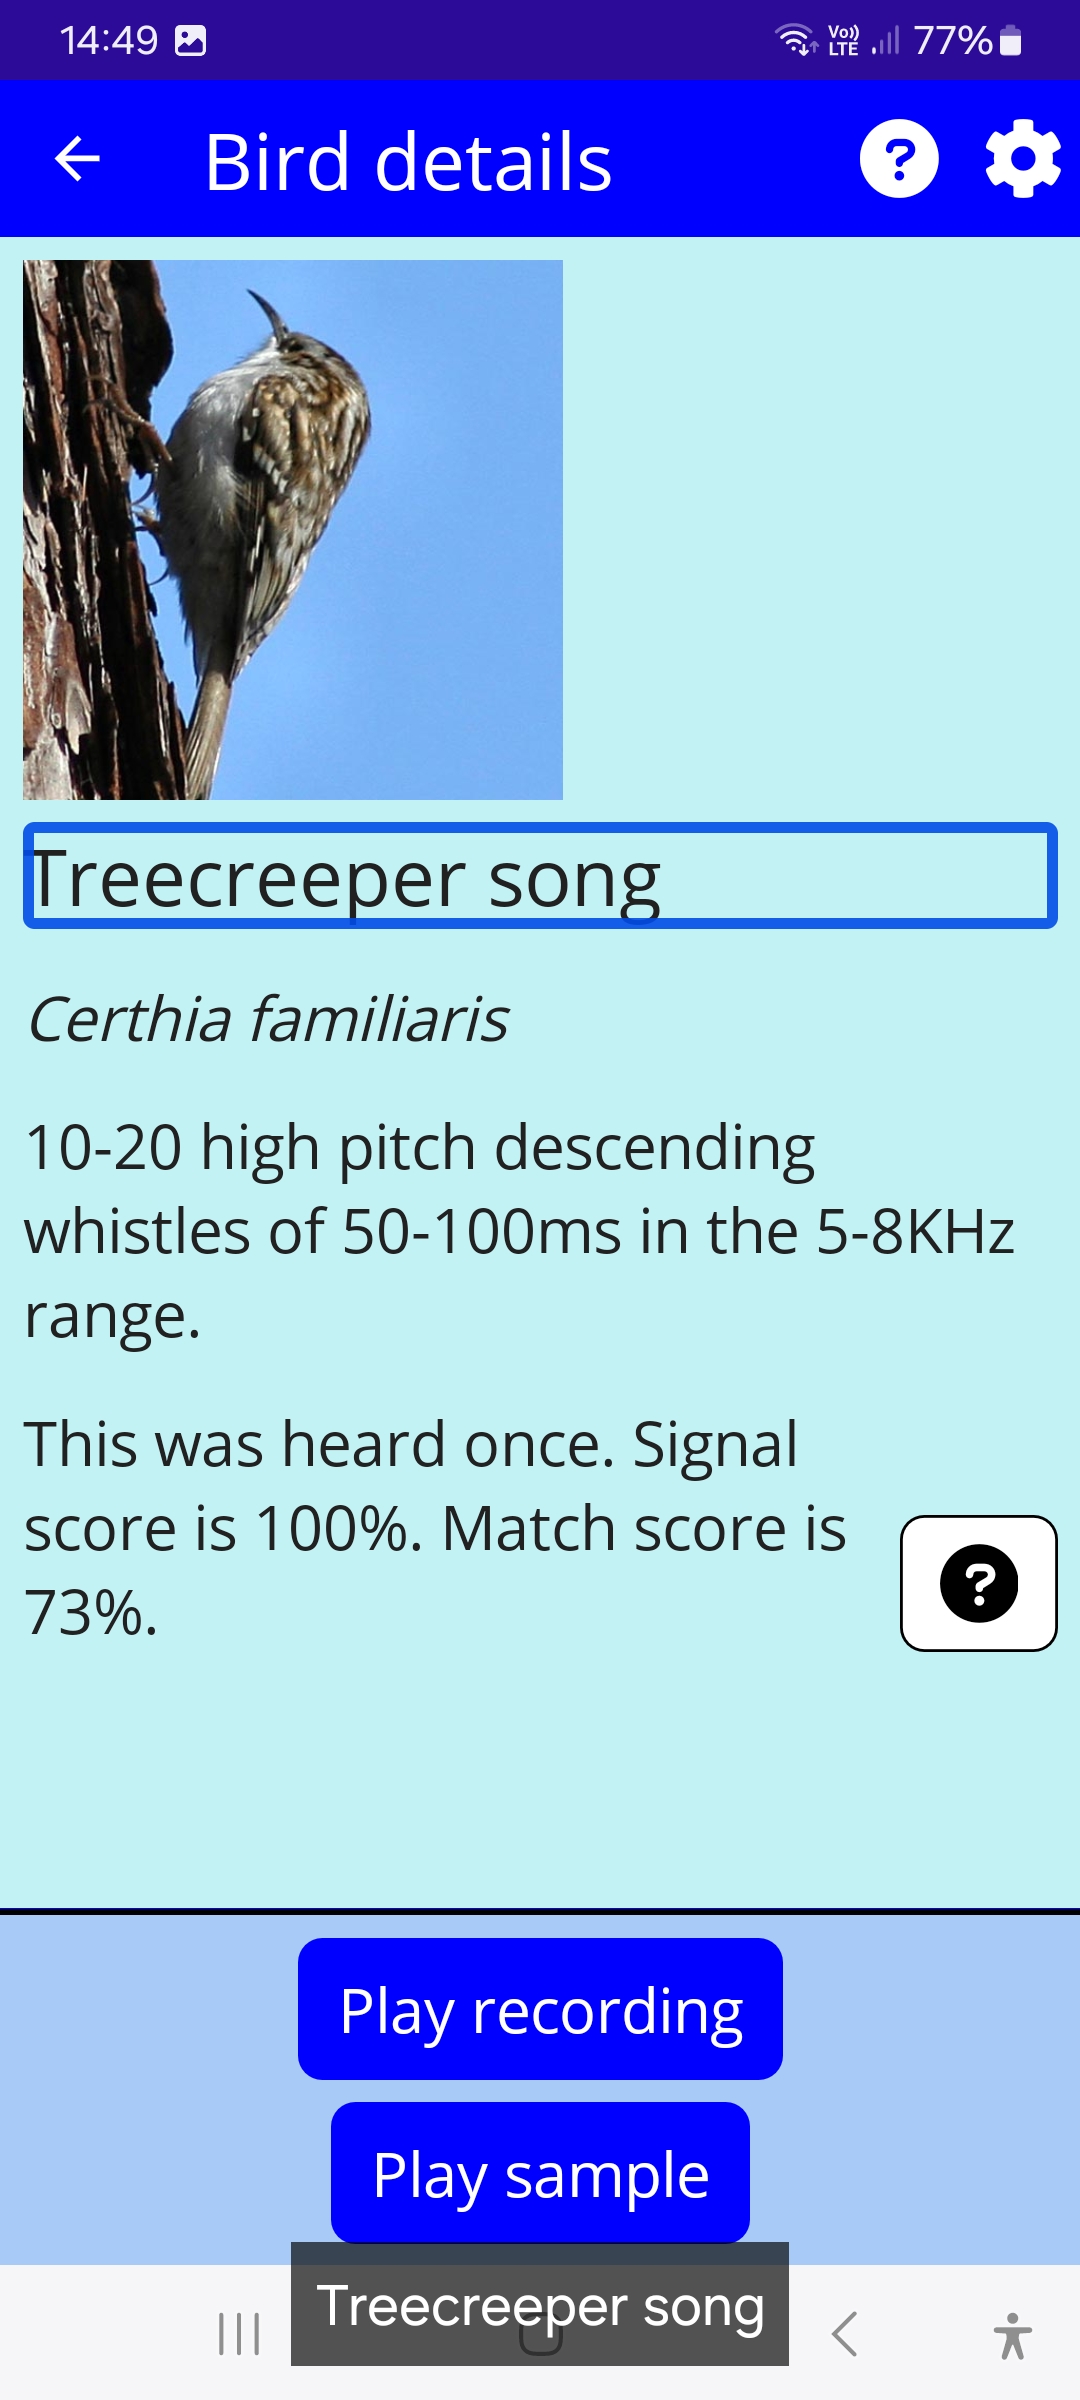 14:49 Vo)) LTE 77%
Bird details
Treecreeper song
Certhia familiaris
10-20 high pitch descending
whistles of 50-100ms in the 5-8KHz
range.
This was heard once. Signal
score is 100%. Match score is
73%.
Play recording
Play sample
Treecreeper song